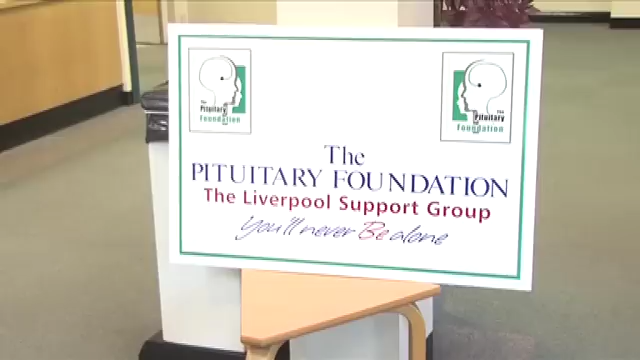 The Pituitary Foundation
The Pituitary Foundation
The
PITUITARY FOUNDATION
The Liverpool Support Group
You'll never Be alone